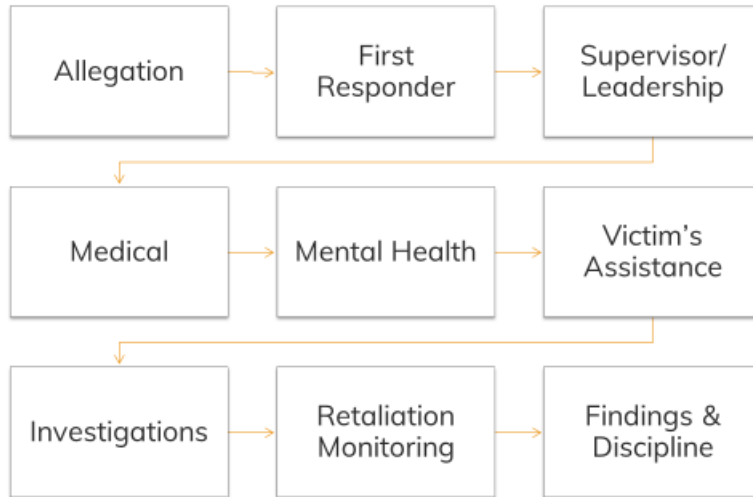 Allegation
First
Responder
Supervisor/
Leadership
Medical
Mental Health
Victim’s
Assistance
Investigations
Retaliation
Monitoring
Findings &
Discipline